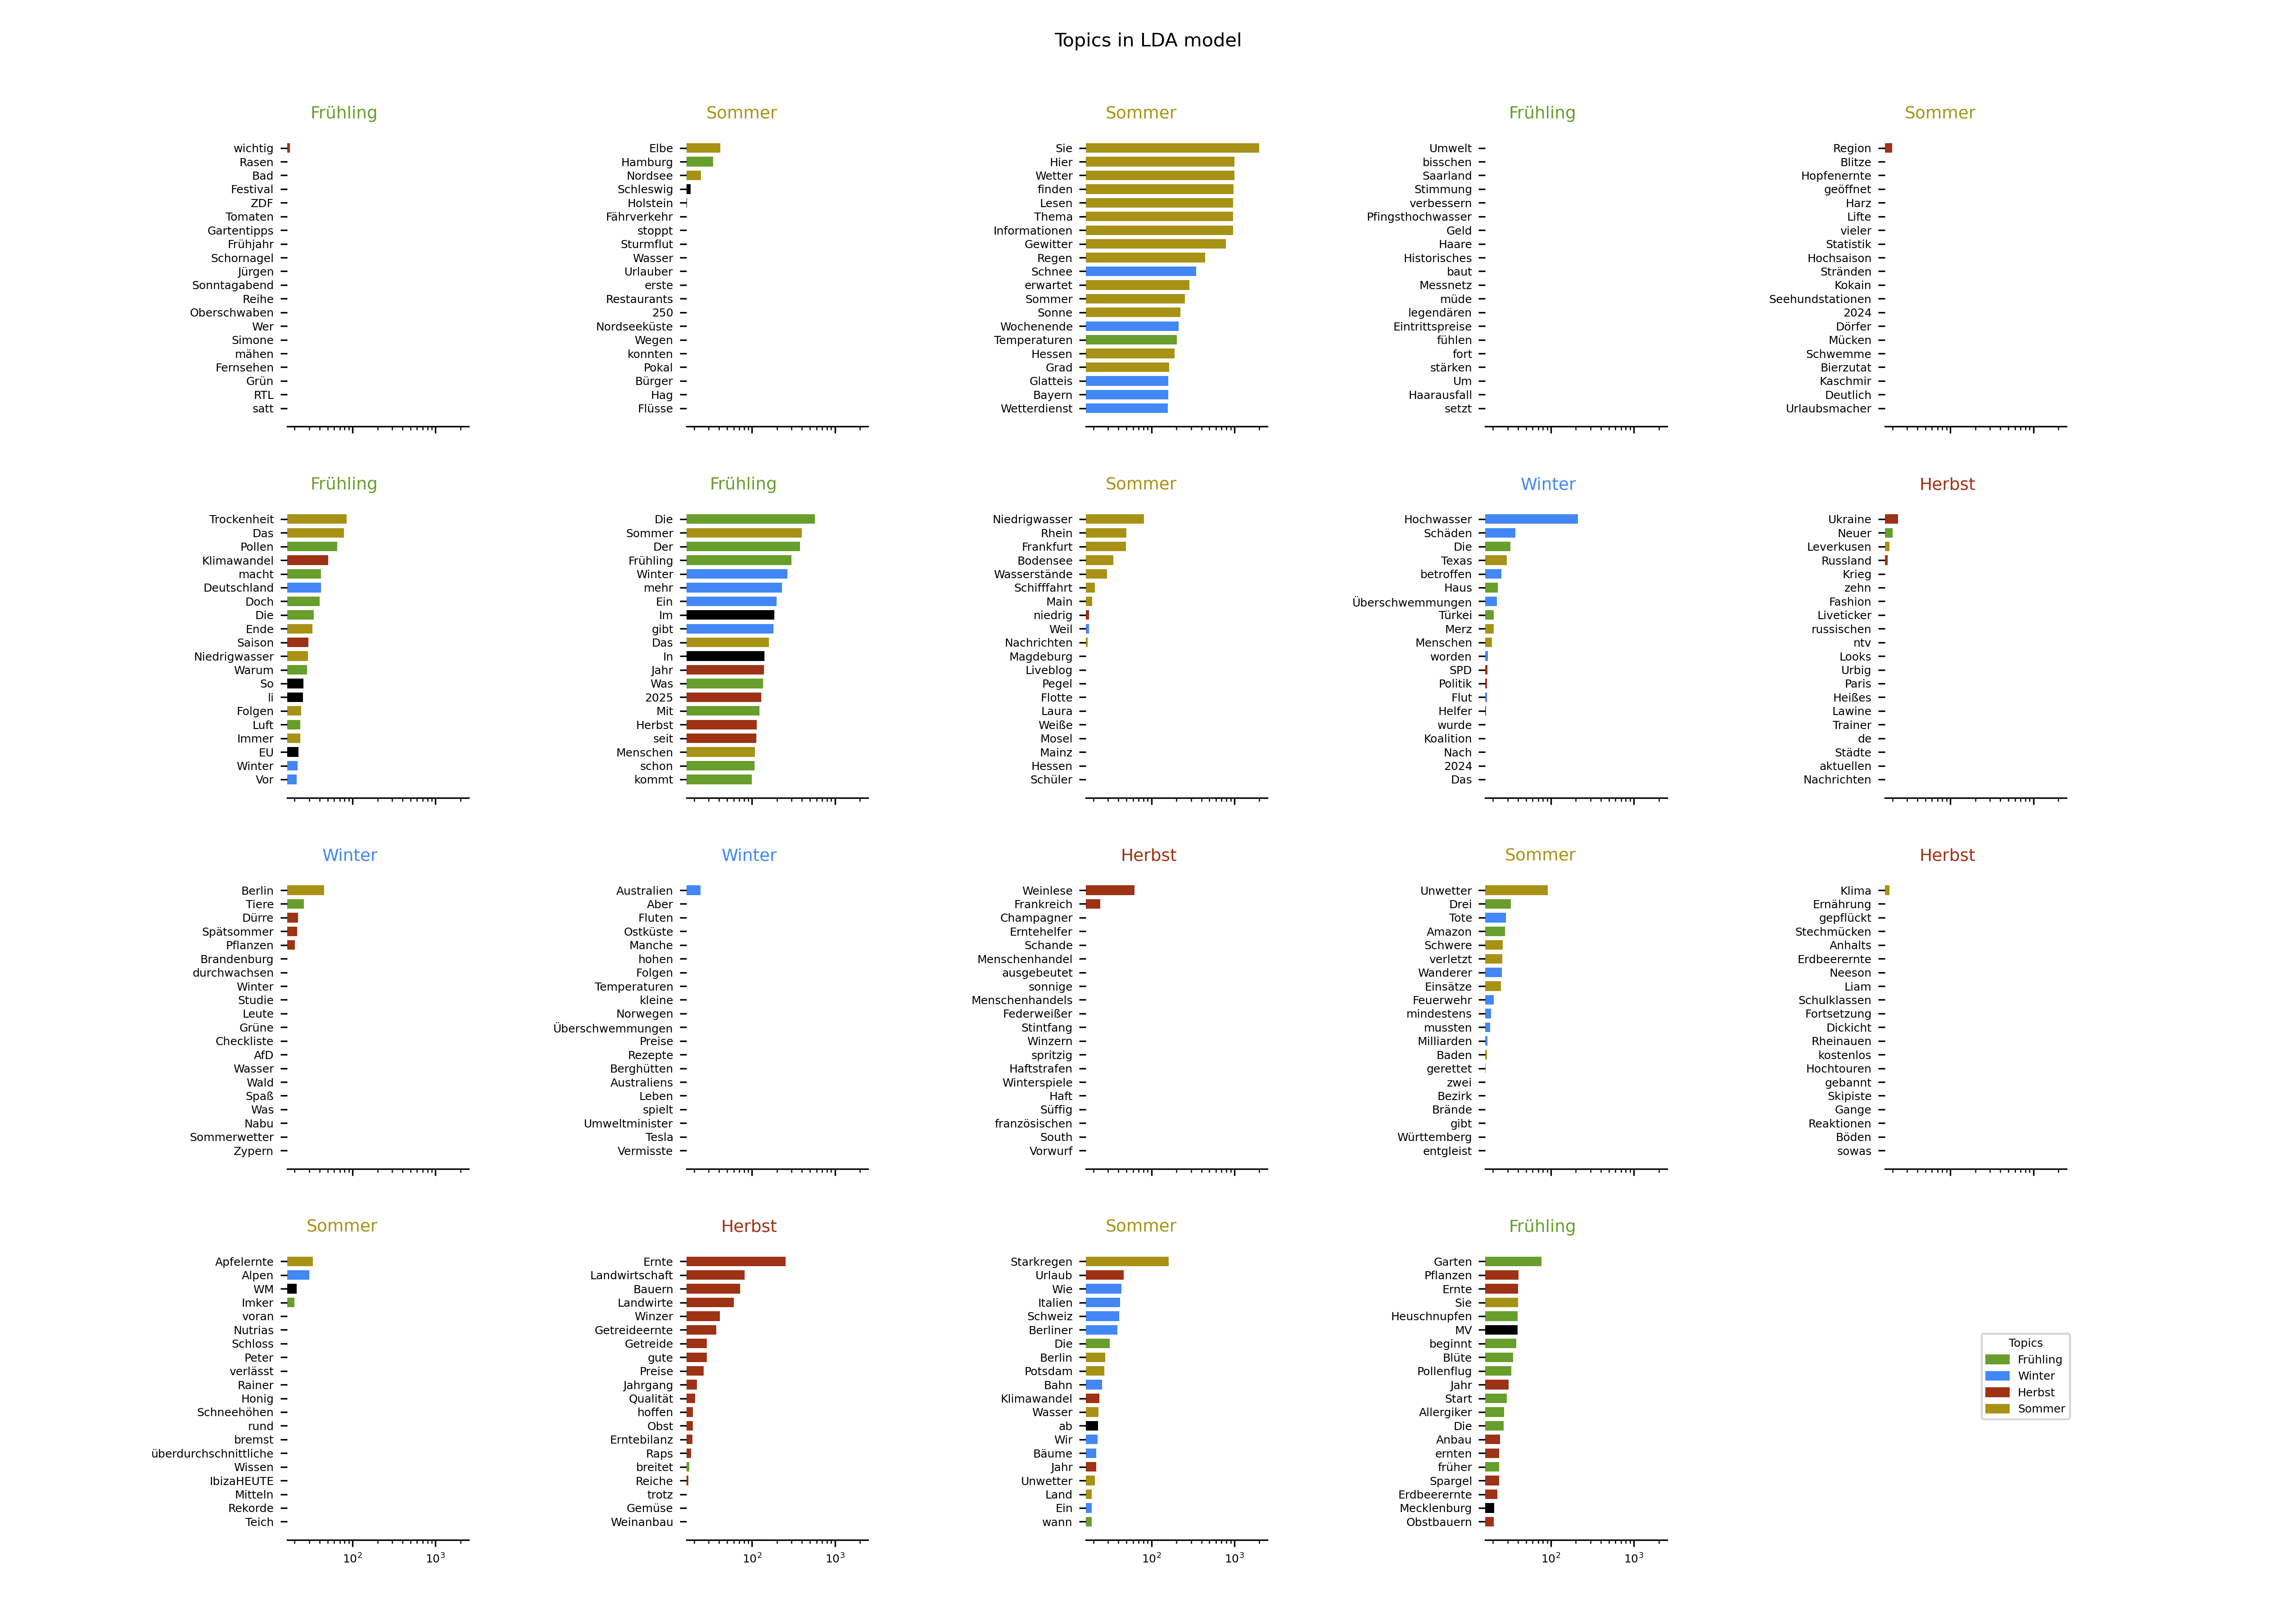 Topics in LDA model
Frühling
wichtig
Rasen
Bad
Festival
ZDF
Tomaten
Gartentipps
Frühjahr
Schornagel
Jürgen
Sonntagabend
Reihe
Oberschwaben
Wer
Simone
mähen
Fernsehen
Grün
RTL
satt
Sommer
Elbe
Hamburg
Nordsee
Schleswig
Holstein
Fährverkehr
stoppt
Sturmflut
Wasser
Urlauber
erste
Restaurants
250
Nordseeküste
Wegen
konnten
Pokal
Bürger
Hag
Flüsse
Sommer
Sie
Hier
Wetter
finden
Lesen
Thema
Informationen
Gewitter
Regen
Schnee
erwartet
Sommer
Sonne
Wochenende
Temperaturen
Hessen
Grad
Glatteis
Bayern
Wetterdienst
Frühling
Umwelt
bisschen
Saarland
Stimmung
verbessern
Pfingsthochwasser
Geld
Haare
Historisches
baut
Messnetz
müde
legendären
Eintrittspreise
fühlen
fort
stärken
Um
Haarausfall
setzt
Sommer
Region
Blitze
Hopfenernte
geöffnet
Harz
Lifte
vieler
Statistik
Hochsaison
Stränden
Kokain
Seehundstationen
2024
Dörfer
Mücken
Schwemme
Bierzutat
Kaschmir
Deutlich
Urlaubsmacher
Frühling
Trockenheit
Das
Pollen
Klimawandel
macht
Deutschland
Doch
Die
Ende
Saison
Niedrigwasser
Warum
So
li
Folgen
Luft
Immer
EU
Winter
Vor
Frühling
Die
Sommer
Der
Frühling
Winter
mehr
Ein
Im
gibt
Das
In
Jahr
Was
2025
Mit
Herbst
seit
Menschen
schon
kommt
Sommer
Niedrigwasser
Rhein
Frankfurt
Bodensee
Wasserstände
Schifffahrt
Main
niedrig
Weil
Nachrichten
Magdeburg
Liveblog
Pegel
Flotte
Laura
Weiße
Mosel
Mainz
Hessen
Schüler
Winter
Hochwasser
Schäden
Die
Texas
betroffen
Haus
Überschwemmungen
Türkei
Merz
Menschen
worden
SPD
Politik
Flut
Helfer
wurde
Koalition
Nach
2024
Das
Herbst
Ukraine
Neuer
Leverkusen
Russland
Krieg
zehn
Fashion
Liveticker
russischen
ntv
Looks
Urbig
Paris
Heißes
Lawine
Trainer
de
Städte
aktuellen
Nachrichten
Winter
Berlin
Tiere
Dürre
Spätsommer
Pflanzen
Brandenburg
durchwachsen
Winter
Studie
Leute
Grüne
Checkliste
AfD
Wasser
Wald
Spaß
Was
Nabu
Sommerwetter
Zypern
Winter
Australien
Aber
Fluten
Ostküste
Manche
hohen
Folgen
Temperaturen
kleine
Norwegen
Überschwemmungen
Preise
Rezepte
Berghütten
Australiens
Leben
spielt
Umweltminister
Tesla
Vermisste
Herbst
Weinlese
Frankreich
Champagner
Erntehelfer
Schande
Menschenhandel
ausgebeutet
sonnige
Menschenhandels
Federweißer
Stintfang
Winzern
spritzig
Haftstrafen
Winterspiele
Haft
Süffig
französischen
South
Vorwurf
Sommer
Unwetter
Drei
Tote
Amazon
Schwere
verletzt
Wanderer
Einsätze
Feuerwehr
mindestens
mussten
Milliarden
Baden
gerettet
zwei
Bezirk
Brände
gibt
Württemberg
entgleist
Herbst
Klima
Ernährung
gepflückt
Stechmücken
Anhalts
Erdbeerernte
Neeson
Liam
Schulklassen
Fortsetzung
Dickicht
Rheinauen
kostenlos
Hochtouren
gebannt
Skipiste
Gange
Reaktionen
Böden
sowas
Sommer
Apfelernte
Alpen
WM
Imker
voran
Nutrias
Schloss
Peter
verlässt
Rainer
Honig
Schneehöhen
rund
bremst
überdurchschnittliche
Wissen
IbizaHEUTE
Mitteln
Rekorde
Teich
10²
10³
Herbst
Ernte
Landwirtschaft
Bauern
Landwirte
Winzer
Getreideernte
Getreide
gute
Preise
Jahrgang
Qualität
hoffen
Obst
Erntebilanz
Raps
breitet
Reiche
trotz
Gemüse
Weinanbau
10²
10³
Sommer
Starkregen
Urlaub
Wie
Italien
Schweiz
Berliner
Die
Berlin
Potsdam
Bahn
Klimawandel
Wasser
ab
Wir
Bäume
Jahr
Unwetter
Land
Ein
wann
10²
10³
Frühling
Garten
Pflanzen
Ernte
Sie
Heuschnupfen
MV
beginnt
Blüte
Pollenflug
Jahr
Start
Allergiker
Die
Anbau
ernten
früher
Spargel
Erdbeerernte
Mecklenburg
Obstbauern
10²
10³
Topics
Frühling
Winter
Herbst
Sommer